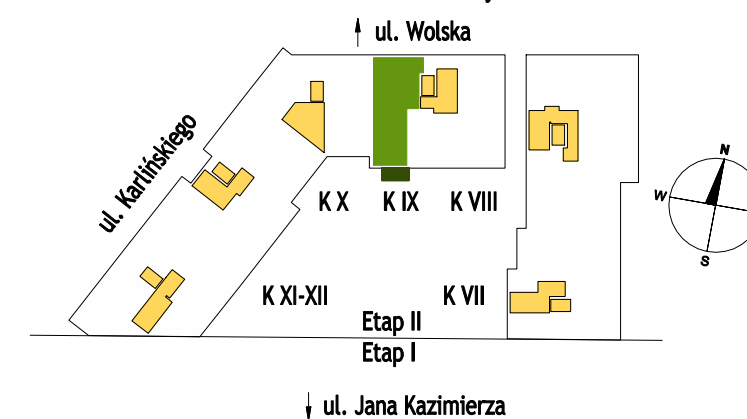 ul. Wolska
ul. Karlińskiego
K X
K IX
K VIII
N
W
S
K XI-XII
K VII
Etap II
Etap I
ul. Jana Kazimierza